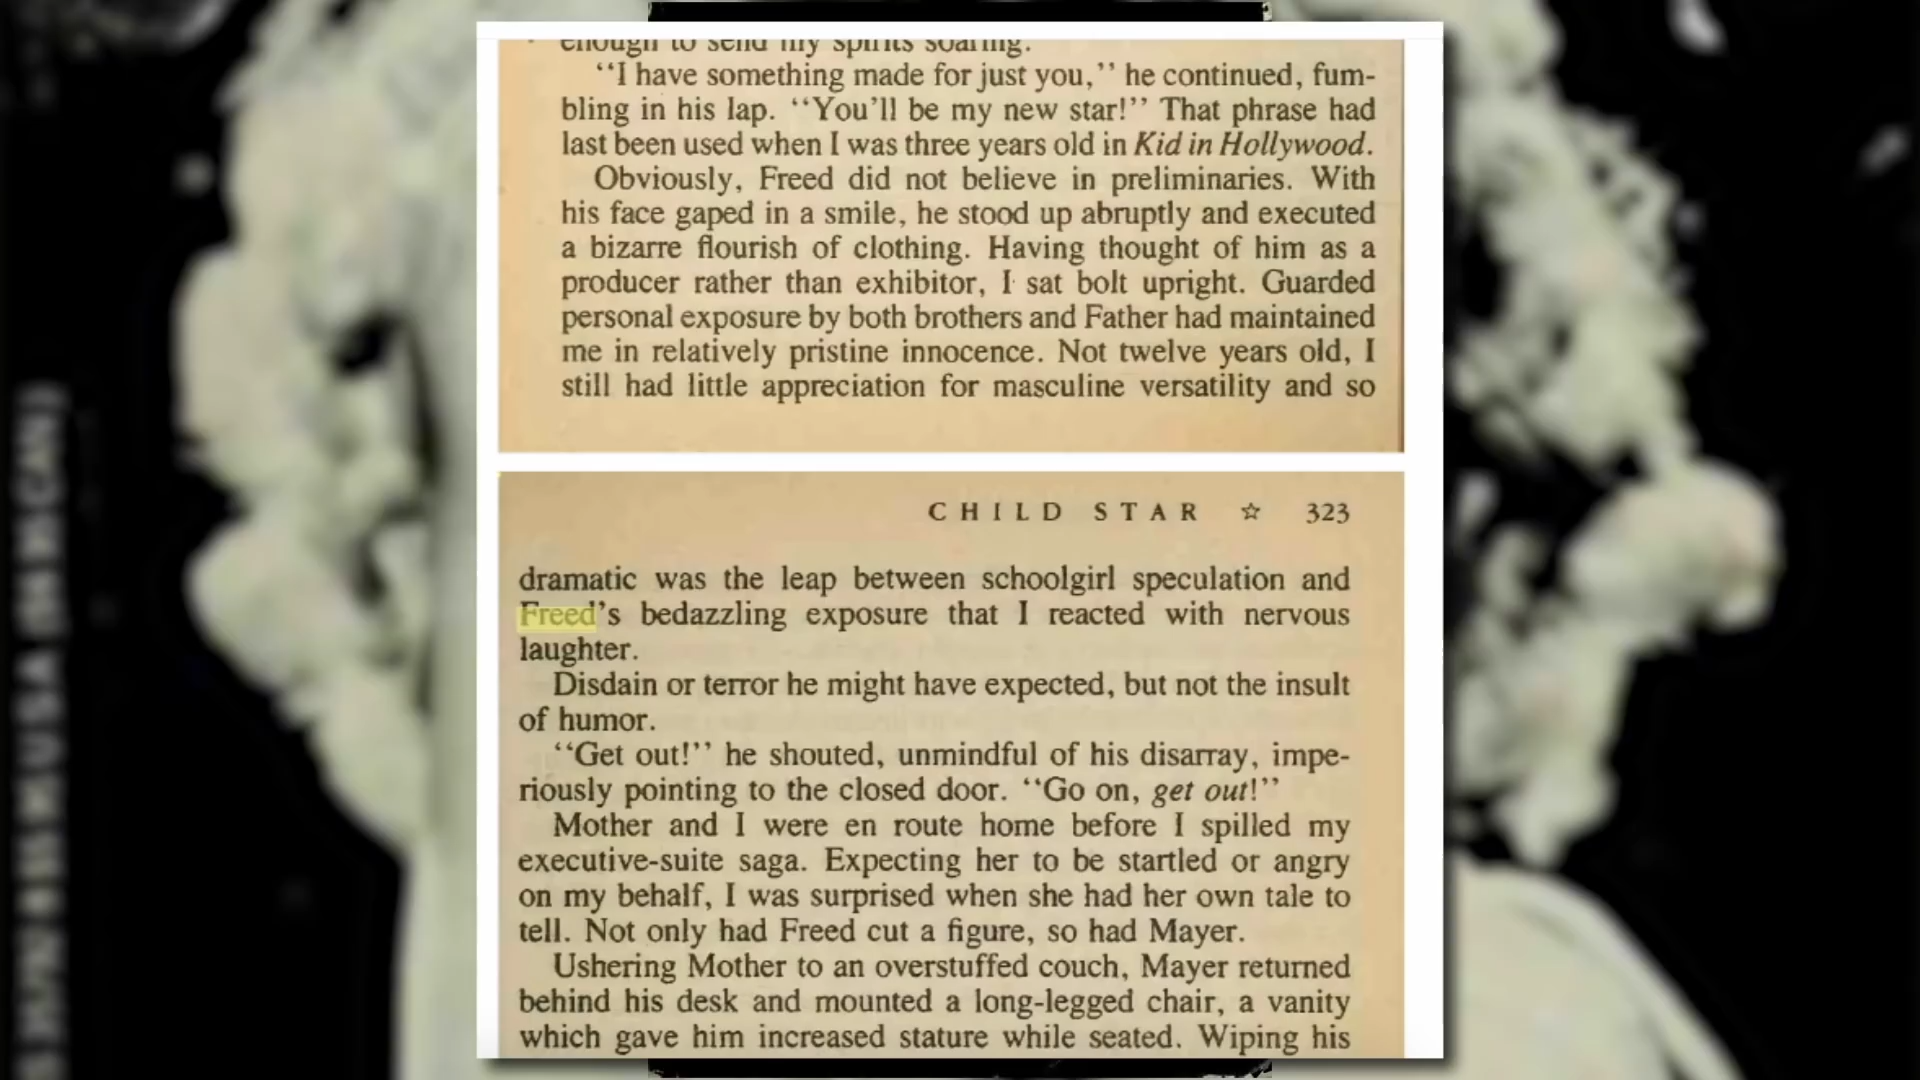 enough to send my spirits soaring.
‘‘I have something made for just you,’’ he continued, fum-
bling in his lap. ‘‘You’ll be my new star!’’ That phrase had
last been used when I was three years old in Kid in Hollywood.
Obviously, Freed did not believe in preliminaries. With
his face gaped in a smile, he stood up abruptly and executed
a bizarre flourish of clothing. Having thought of him as a
producer rather than exhibitor, I sat bolt upright. Guarded
personal exposure by both brothers and Father had maintained
me in relatively pristine innocence. Not twelve years old, I
still had little appreciation for masculine versatility and so
CHILD STAR ☆ 323
dramatic was the leap between schoolgirl speculation and
Freed’s bedazzling exposure that I reacted with nervous
laughter.
Disdain or terror he might have expected, but not the insult
of humor.
‘‘Get out!’’ he shouted, unmindful of his disarray, impe-
riously pointing to the closed door. ‘‘Go on, get out!’’
Mother and I were en route home before I spilled my
executive-suite saga. Expecting her to be startled or angry
on my behalf, I was surprised when she had her own tale to
tell. Not only had Freed cut a figure, so had Mayer.
Ushering Mother to an overstuffed couch, Mayer returned
behind his desk and mounted a long-legged chair, a vanity
which gave him increased stature while seated. Wiping his